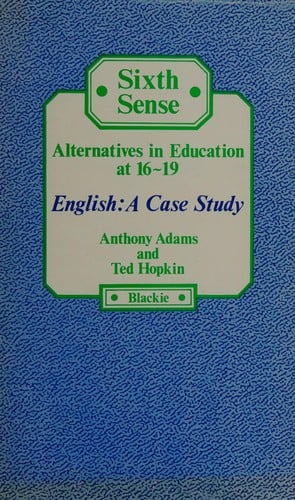 Sixth
Sense
Alternatives in Education
at 16~19
English: A Case Study
Anthony Adams
and
Ted Hopkin
Blackie